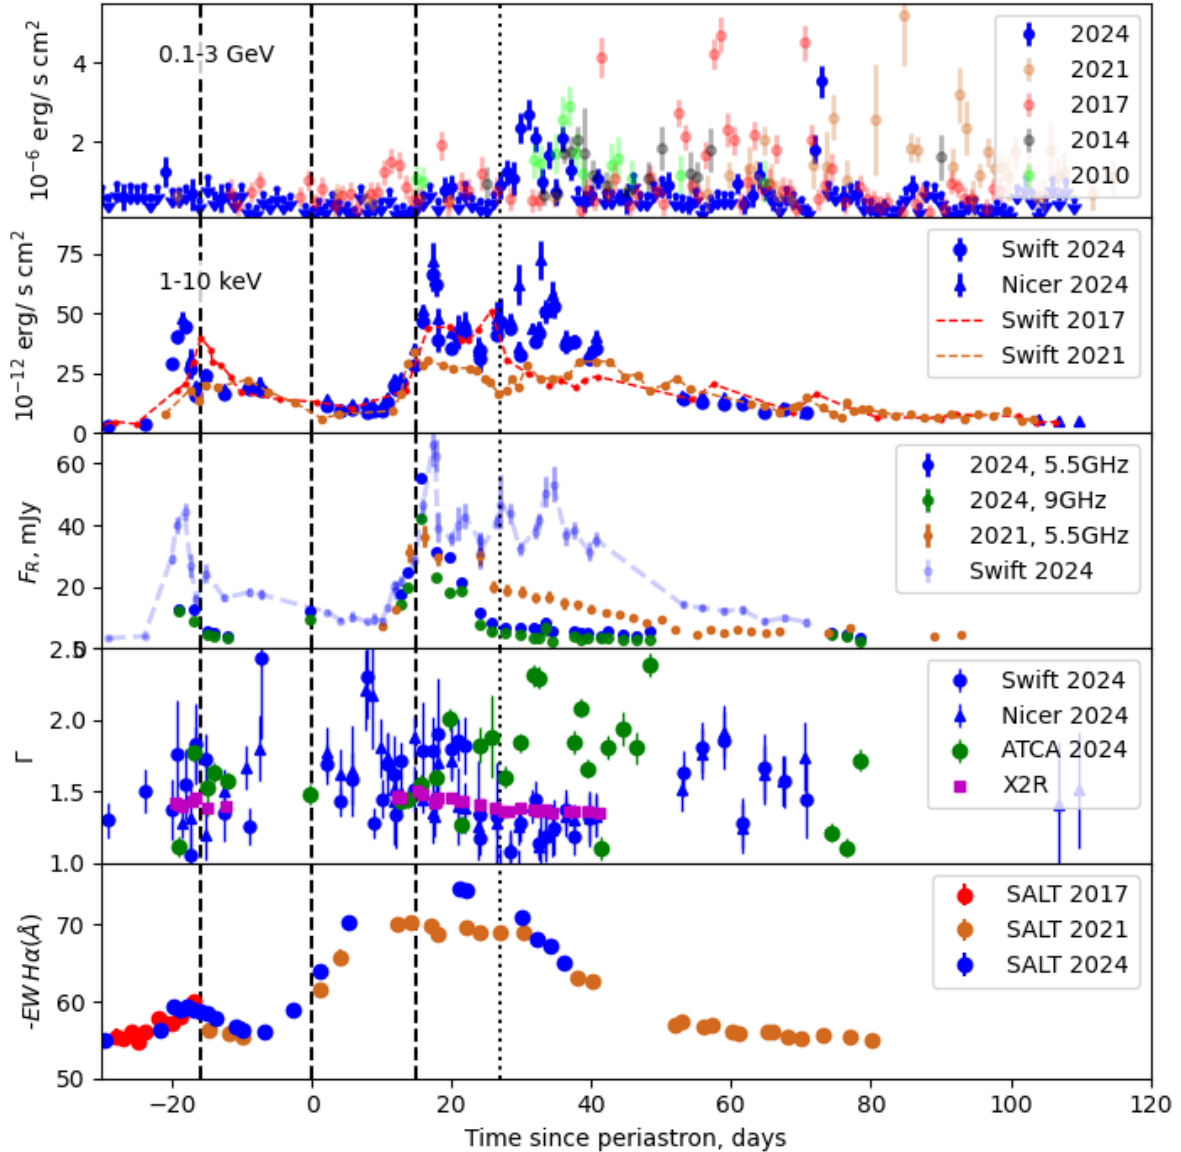 0.1-3 GeV
10⁻⁶ erg/ s cm²
4
2
2024
2021
2017
2014
2010
1-10 keV
10⁻¹² erg/ s cm²
75
50
25
0
Swift 2024
Nicer 2024
Swift 2017
Swift 2021
F_R, mJy
60
40
20
2024, 5.5GHz
2024, 9GHz
2021, 5.5GHz
Swift 2024
Γ
2.5
2.0
1.5
1.0
Swift 2024
Nicer 2024
ATCA 2024
X2R
-EW Hα(Å)
70
60
50
SALT 2017
SALT 2021
SALT 2024
−20 0 20 40 60 80 100 120
Time since periastron, days